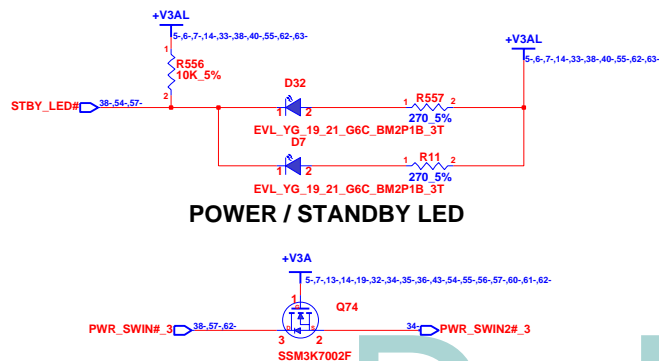 +V3AL
5-,6-,7-,14-,33-,38-,40-,55-,62-,63-
+V3AL
5-,6-,7-,14-,33-,38-,40-,55-,62-,63-
1
R556
10K_5%
2
STBY_LED#
38-,54-,57-
D32
1
2
EVL_YG_19_21_G6C_BM2P1B_3T
1
R557
2
270_5%
D7
1
2
EVL_YG_19_21_G6C_BM2P1B_3T
1
R11
2
270_5%
POWER / STANDBY LED
+V3A
5-,7-,13-,14-,19-,32-,34-,35-,36-,43-,54-,55-,56-,57-,60-,61-,62-
1
Q74
PWR_SWIN#_3
38-,57-,62-
3
D
S
2
34-
PWR_SWIN2#_3
SSM3K7002F